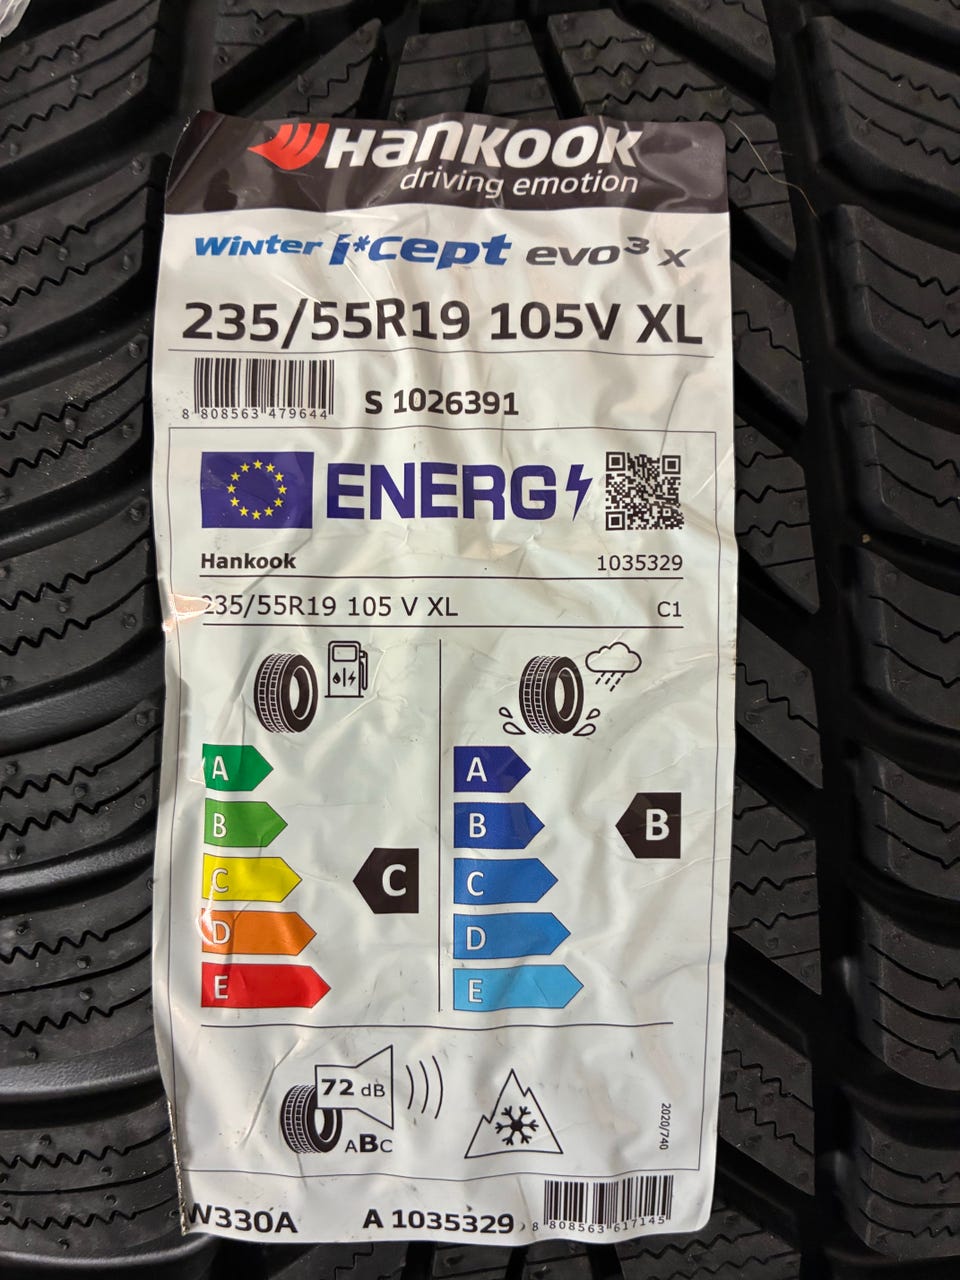 Hankook
driving emotion
Winter i*cept evo³ x
235/55R19 105V XL
8 808563 479644
S 1026391
ENERG
Hankook 1035329
235/55R19 105 V XL C1
A A
B B B
C C C
D D
E E
72 dB
ABC
2020/740
W330A A 1035329 8 808563 617145